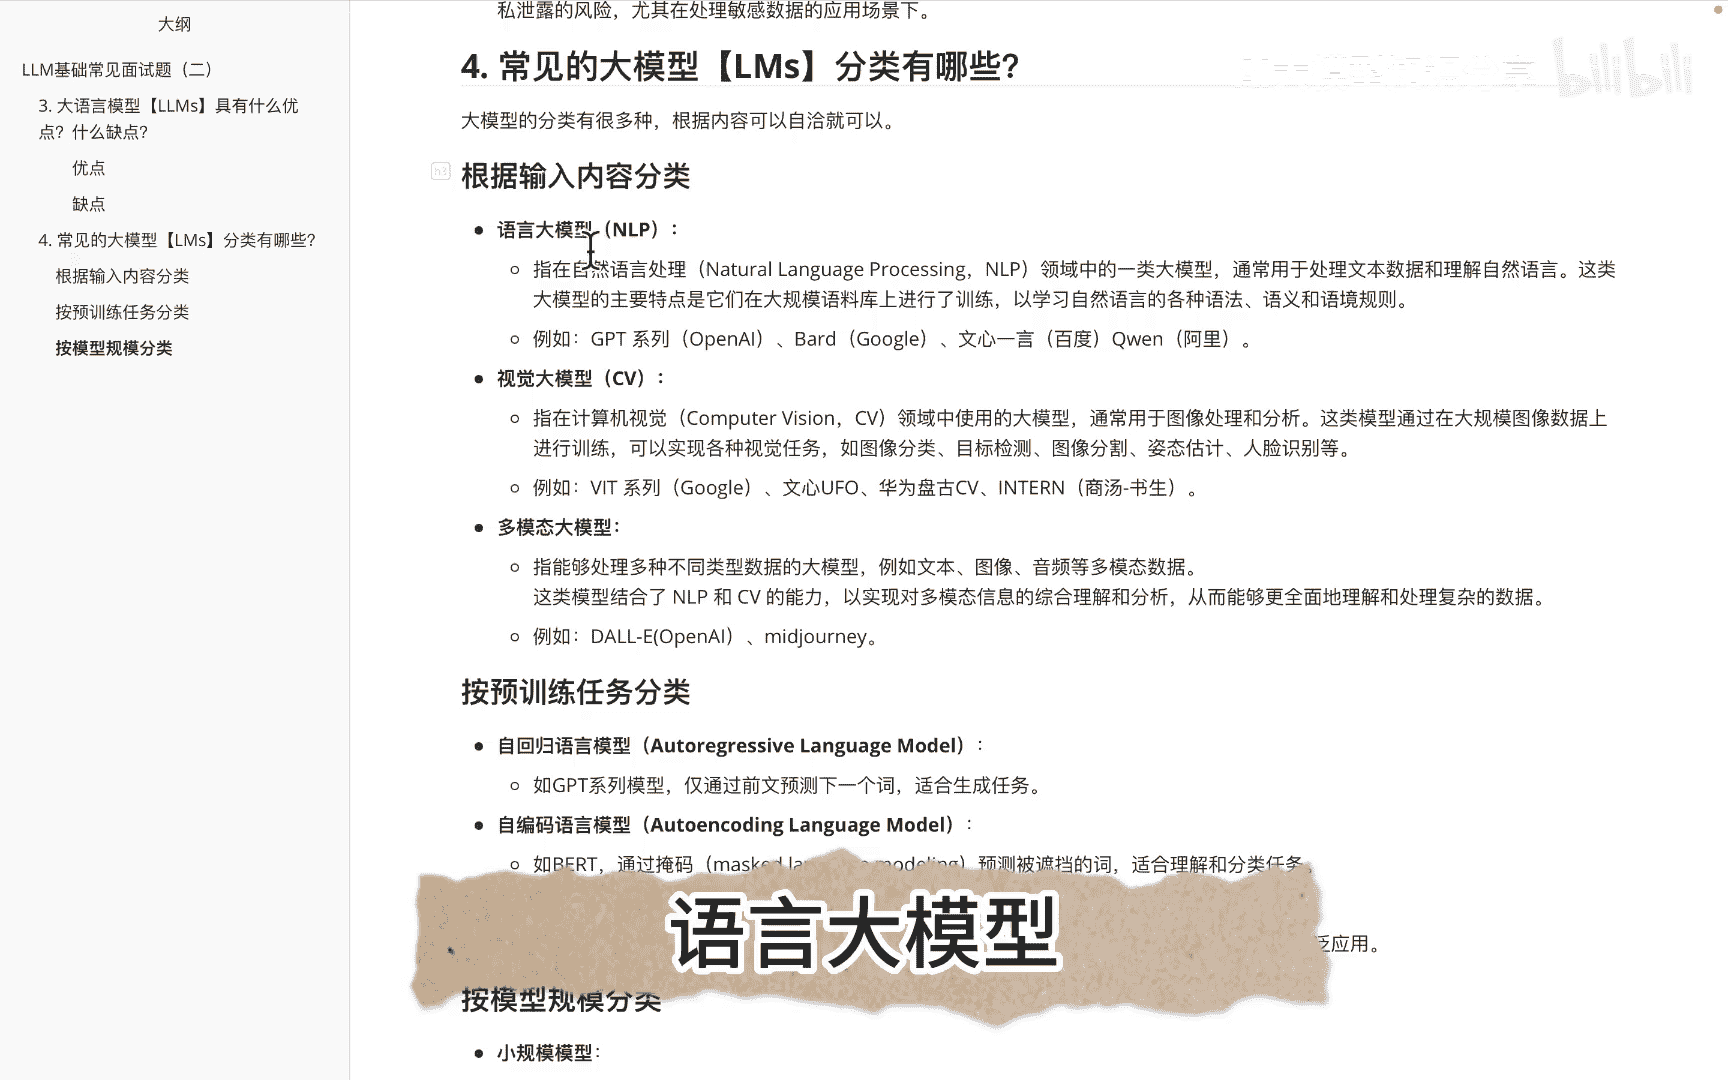 大纲
LLM基础常见面试题（二）
3. 大语言模型【LLMs】具有什么优
点？什么缺点？
优点
缺点
4. 常见的大模型【LMs】分类有哪些？
根据输入内容分类
按预训练任务分类
按模型规模分类
私泄露的风险，尤其在处理敏感数据的应用场景下。
4. 常见的大模型【LMs】分类有哪些？
bilibili
大模型的分类有很多种，根据内容可以自洽就可以。
h3
根据输入内容分类
语言大模型（NLP）：
指在自然语言处理（Natural Language Processing，NLP）领域中的一类大模型，通常用于处理文本数据和理解自然语言。这类
大模型的主要特点是它们在大规模语料库上进行了训练，以学习自然语言的各种语法、语义和语境规则。
例如：GPT 系列（OpenAI）、Bard（Google）、文心一言（百度）Qwen（阿里）。
视觉大模型（CV）：
指在计算机视觉（Computer Vision，CV）领域中使用的大模型，通常用于图像处理和分析。这类模型通过在大规模图像数据上
进行训练，可以实现各种视觉任务，如图像分类、目标检测、图像分割、姿态估计、人脸识别等。
例如：VIT 系列（Google）、文心UFO、华为盘古CV、INTERN（商汤-书生）。
多模态大模型：
指能够处理多种不同类型数据的大模型，例如文本、图像、音频等多模态数据。
这类模型结合了 NLP 和 CV 的能力，以实现对多模态信息的综合理解和分析，从而能够更全面地理解和处理复杂的数据。
例如：DALL-E(OpenAI）、midjourney。
按预训练任务分类
自回归语言模型（Autoregressive Language Model）：
如GPT系列模型，仅通过前文预测下一个词，适合生成任务。
自编码语言模型（Autoencoding Language Model）：
如BERT，通过掩码（masked language modeling）预测被遮挡的词，适合理解和分类任务。
语言大模型
泛应用。
按模型规模分类
小规模模型：